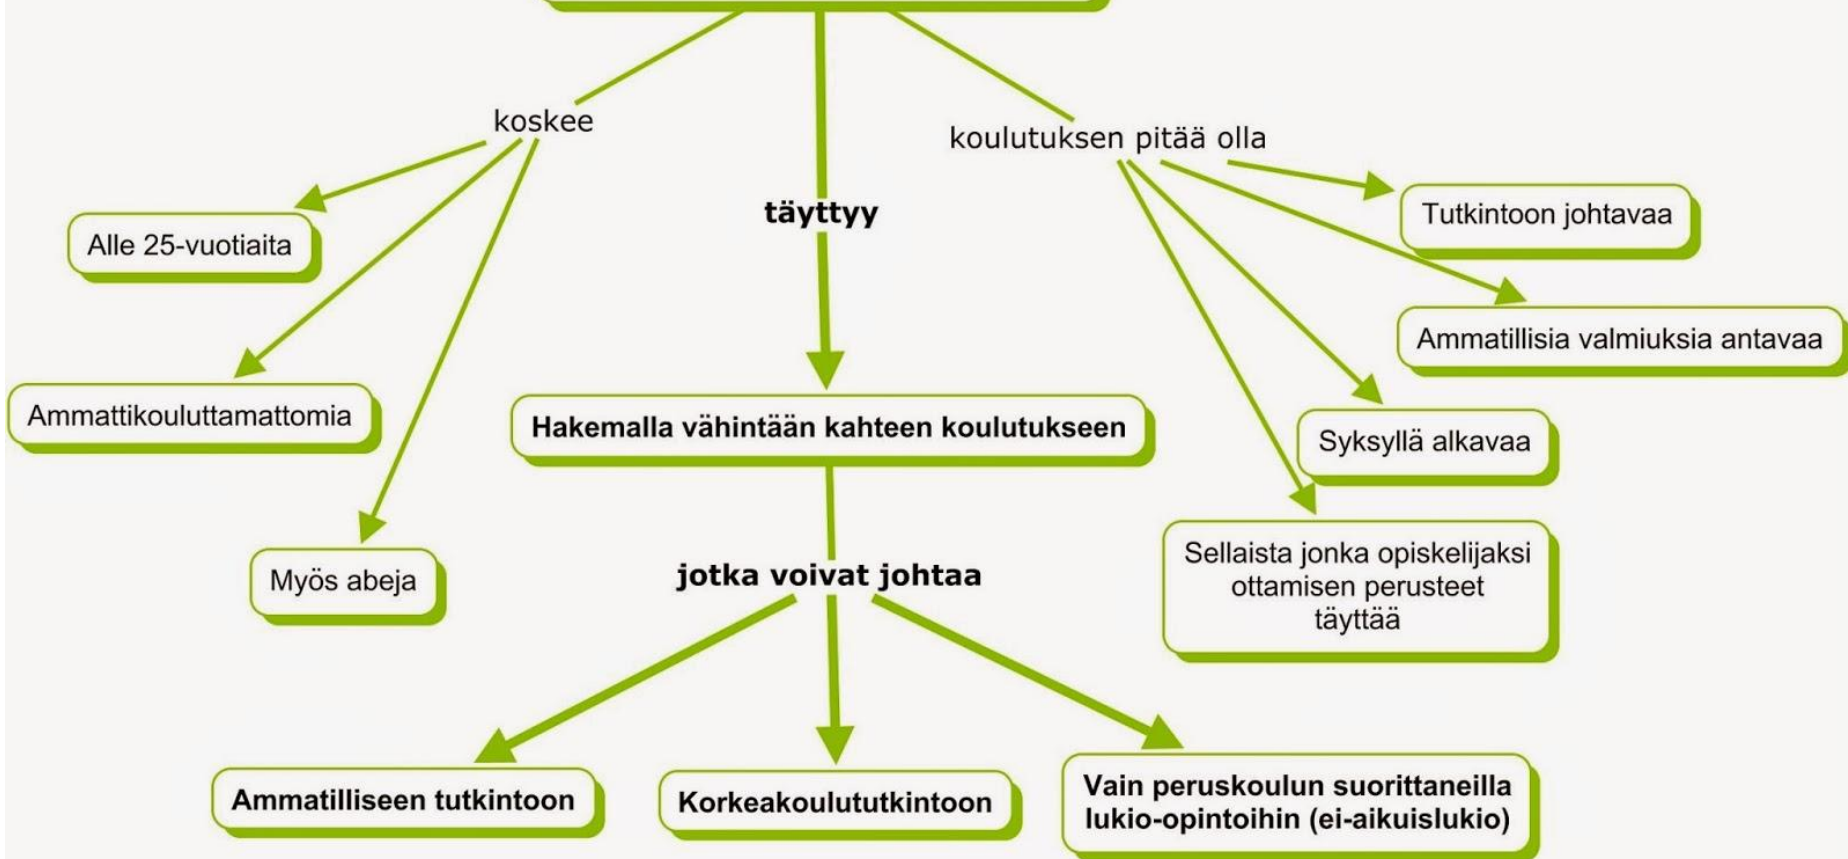 koskee
koulutuksen pitää olla
täyttyy
Tutkintoon johtavaa
Alle 25-vuotiaita
Ammatillisia valmiuksia antavaa
Ammattikouluttamattomia
Hakemalla vähintään kahteen koulutukseen
Syksyllä alkavaa
Myös abeja
jotka voivat johtaa
Sellaista jonka opiskelijaksi
ottamisen perusteet
täyttää
Ammatilliseen tutkintoon
Korkeakoulututkintoon
Vain peruskoulun suorittaneilla
lukio-opintoihin (ei-aikuislukio)